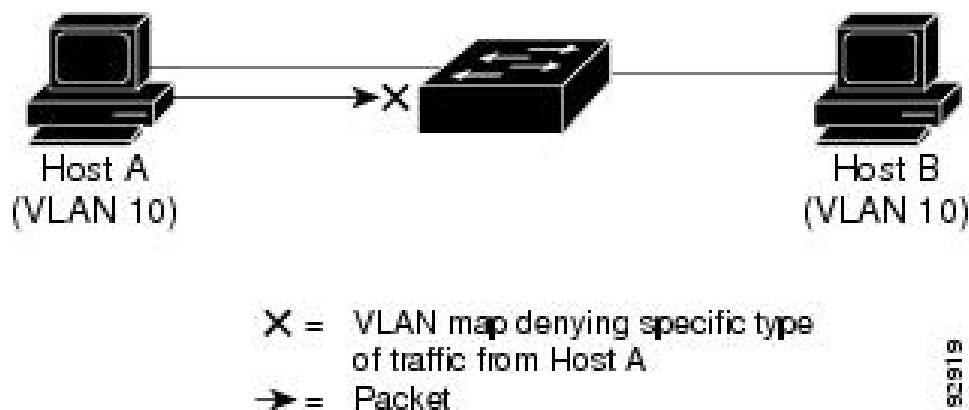 Host A
(VLAN 10)
Host B
(VLAN 10)
X = VLAN map denying specific type
of traffic from Host A
→ = Packet
92919